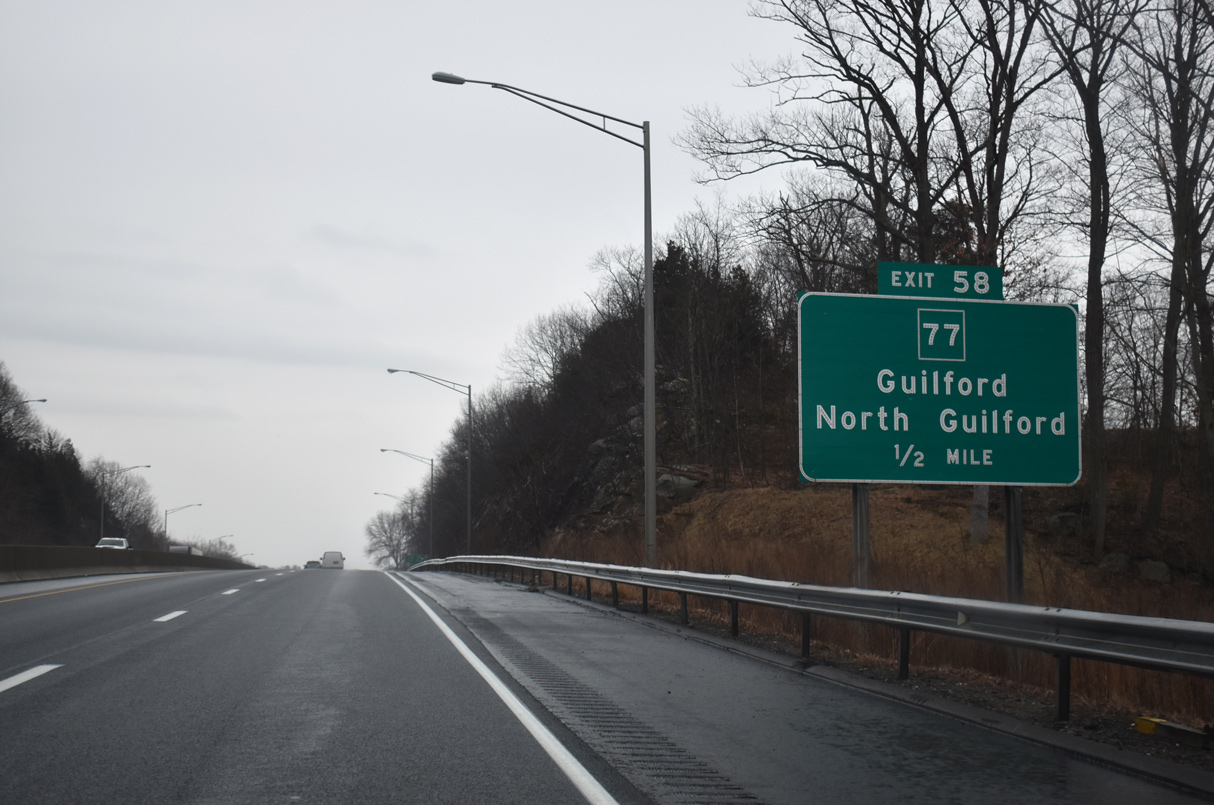 EXIT 58
77
Guilford
North Guilford
1/2 MILE